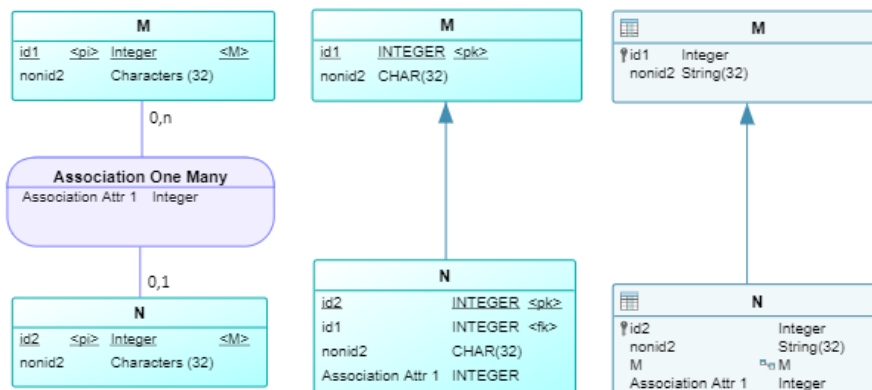 M
id1 <pi> Integer <M>
nonid2 Characters (32)
0,n
Association One Many
Association Attr 1 Integer
0,1
N
id2 <pi> Integer <M>
nonid2 Characters (32)
M
id1 INTEGER <pk>
nonid2 CHAR(32)
N
id2 INTEGER <pk>
id1 INTEGER <fk>
nonid2 CHAR(32)
Association Attr 1 INTEGER
M
id1 Integer
nonid2 String(32)
N
id2 Integer
nonid2 String(32)
M M
Association Attr 1 Integer